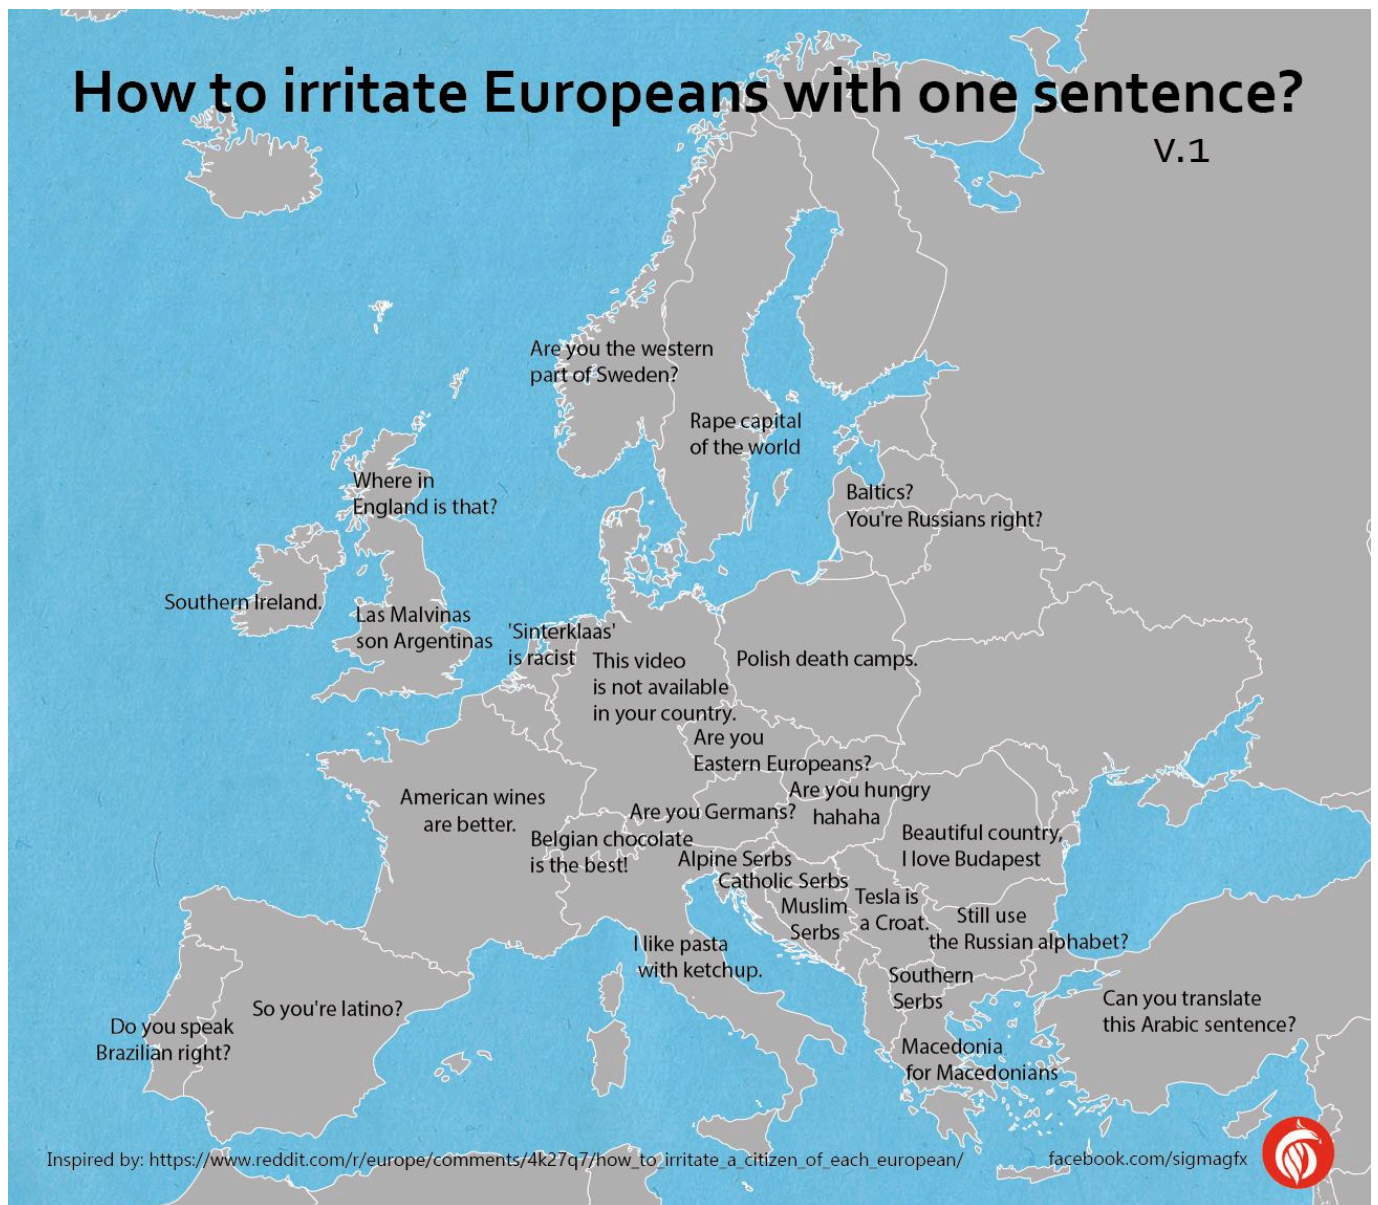 How to irritate Europeans with one sentence?
v.1
Are you the western
part of Sweden?
Rape capital
of the world
Where in
England is that?
Baltics?
You're Russians right?
Southern Ireland.
Las Malvinas
son Argentinas
'Sinterklaas'
is racist
This video
is not available
in your country.
Polish death camps.
Are you
Eastern Europeans?
American wines
are better.
Are you Germans?
Are you hungry
hahaha
Belgian chocolate
is the best!
Beautiful country,
I love Budapest
Alpine Serbs
Catholic Serbs
Muslim
Serbs
Tesla is
a Croat.
Still use
the Russian alphabet?
I like pasta
with ketchup.
Southern
Serbs
So you're latino?
Do you speak
Brazilian right?
Can you translate
this Arabic sentence?
Macedonia
for Macedonians
Inspired by: https://www.reddit.com/r/europe/comments/4k27q7/how_to_irritate_a_citizen_of_each_european/
facebook.com/sigmagfx